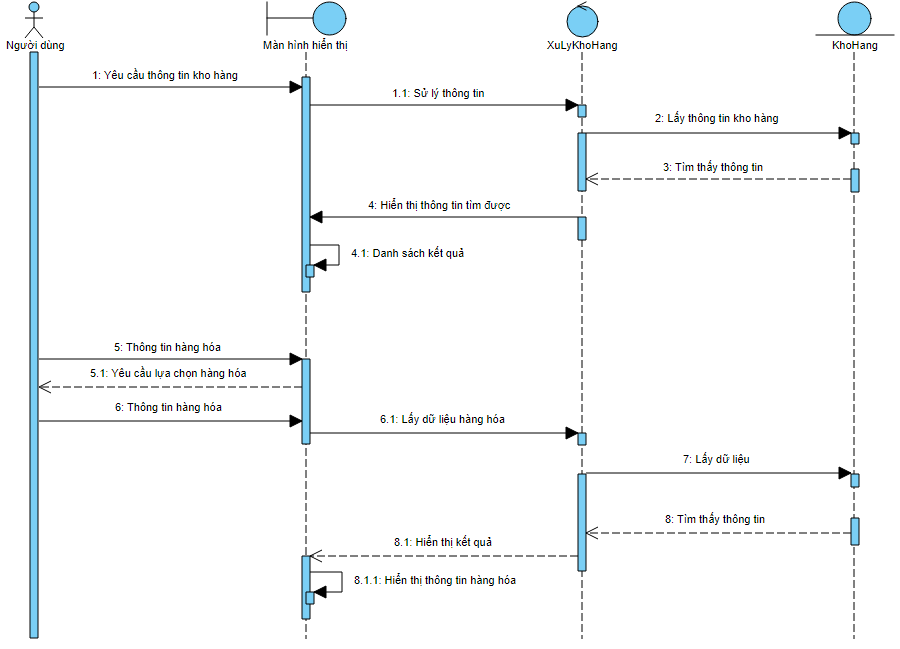 Người dùng
Màn hình hiển thị
XuLyKhoHang
KhoHang
1: Yêu cầu thông tin kho hàng
1.1: Sử lý thông tin
2: Lấy thông tin kho hàng
3: Tìm thấy thông tin
4: Hiển thị thông tin tìm được
4.1: Danh sách kết quả
5: Thông tin hàng hóa
5.1: Yêu cầu lựa chọn hàng hóa
6: Thông tin hàng hóa
6.1: Lấy dữ liệu hàng hóa
7: Lấy dữ liệu
8: Tìm thấy thông tin
8.1: Hiển thị kết quả
8.1.1: Hiển thị thông tin hàng hóa